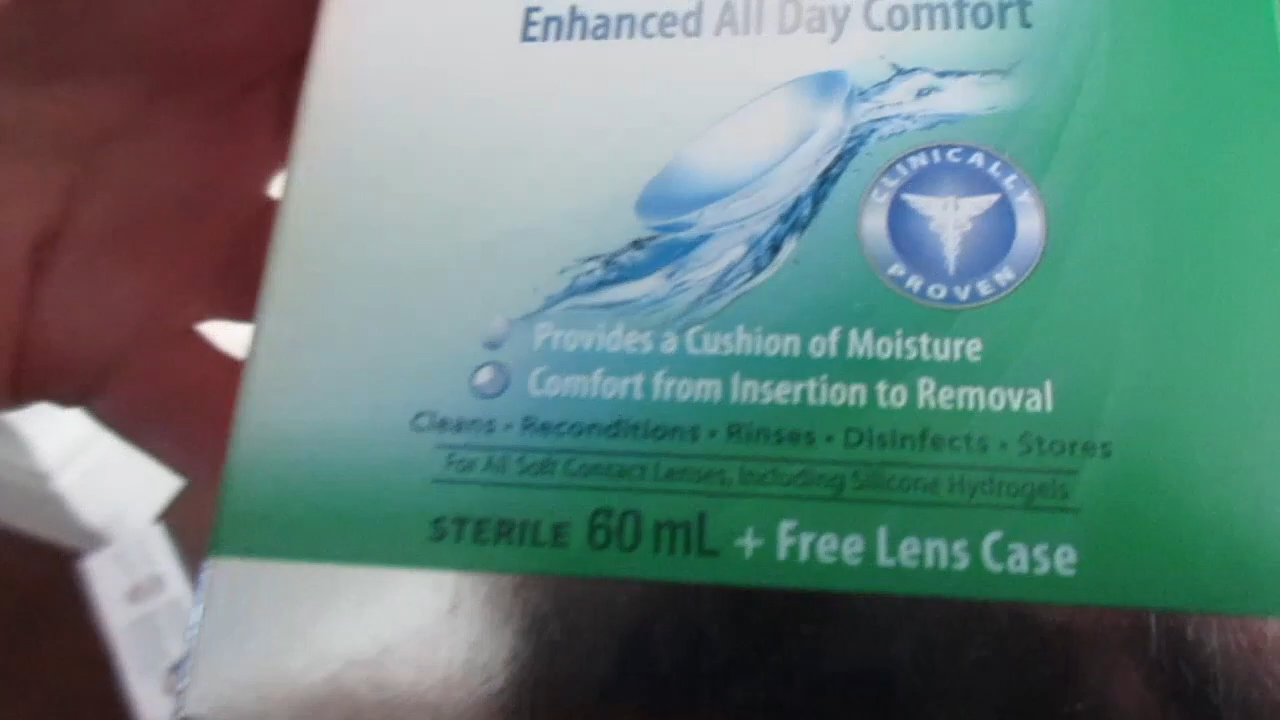 Enhanced All Day Comfort
CLINICALLY
PROVEN
Provides a Cushion of Moisture
Comfort from Insertion to Removal
Cleans • Reconditions • Rinses • Disinfects • Stores
For All Soft Contact Lenses, Including Silicone Hydrogels
STERILE 60 mL + Free Lens Case